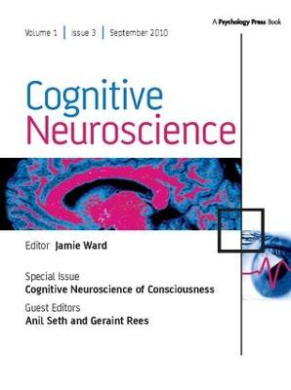 A Psychology Press Book
Volume 1 | Issue 3 | September 2010
Cognitive
Neuroscience
Editor Jamie Ward
Special Issue
Cognitive Neuroscience of Consciousness
Guest Editors
Anil Seth and Geraint Rees